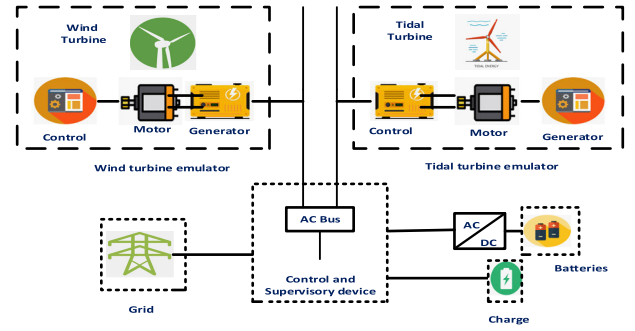 Wind
Turbine
Control
Motor
Generator
Wind turbine emulator
Tidal
Turbine
TIDAL ENERGY
Control
Motor
Generator
Tidal turbine emulator
AC Bus
Control and
Supervisory device
Grid
AC
DC
Batteries
Charge